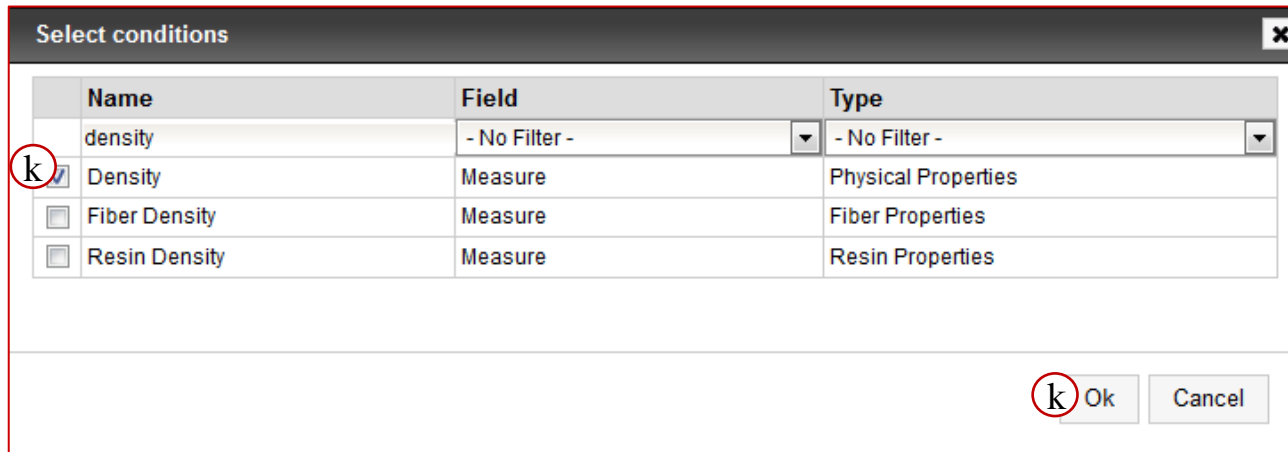 Select conditions
Name Field Type
density - No Filter - - No Filter -
k Density Measure Physical Properties
Fiber Density Measure Fiber Properties
Resin Density Measure Resin Properties
k Ok Cancel